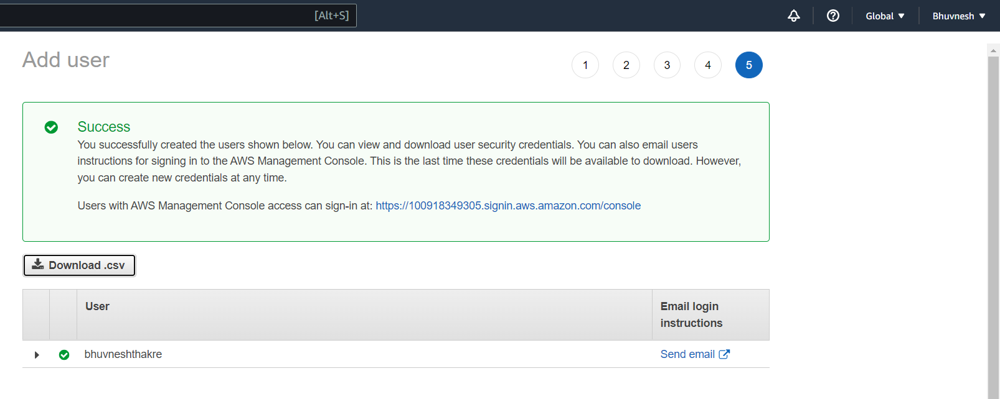 [Alt+S]
Global
Bhuvnesh
Add user
1 2 3 4 5
Success
You successfully created the users shown below. You can view and download user security credentials. You can also email users
instructions for signing in to the AWS Management Console. This is the last time these credentials will be available to download. However,
you can create new credentials at any time.
Users with AWS Management Console access can sign-in at: https://100918349305.signin.aws.amazon.com/console
Download .csv
User
Email login
instructions
bhuvneshthakre
Send email